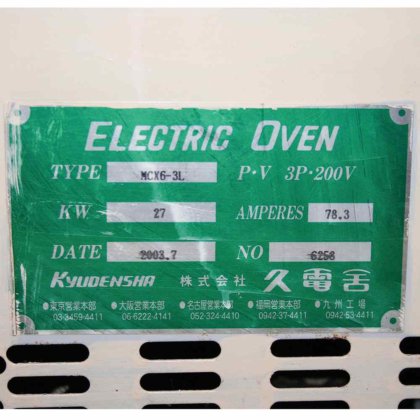 ELECTRIC OVEN
TYPE MCX6-3L P·V 3P·200V
KW 27 AMPERES 78.3
DATE 2003.7 NO 6256
KYUDENSHA 株式会社 久電舎
●東京営業本部 ●大阪営業本部 ●名古屋営業本部 ●福岡営業本部 ●九州工場
03-3459-4411 06-6222-4141 052-324-4410 0942-37-4411 0942-53-4411